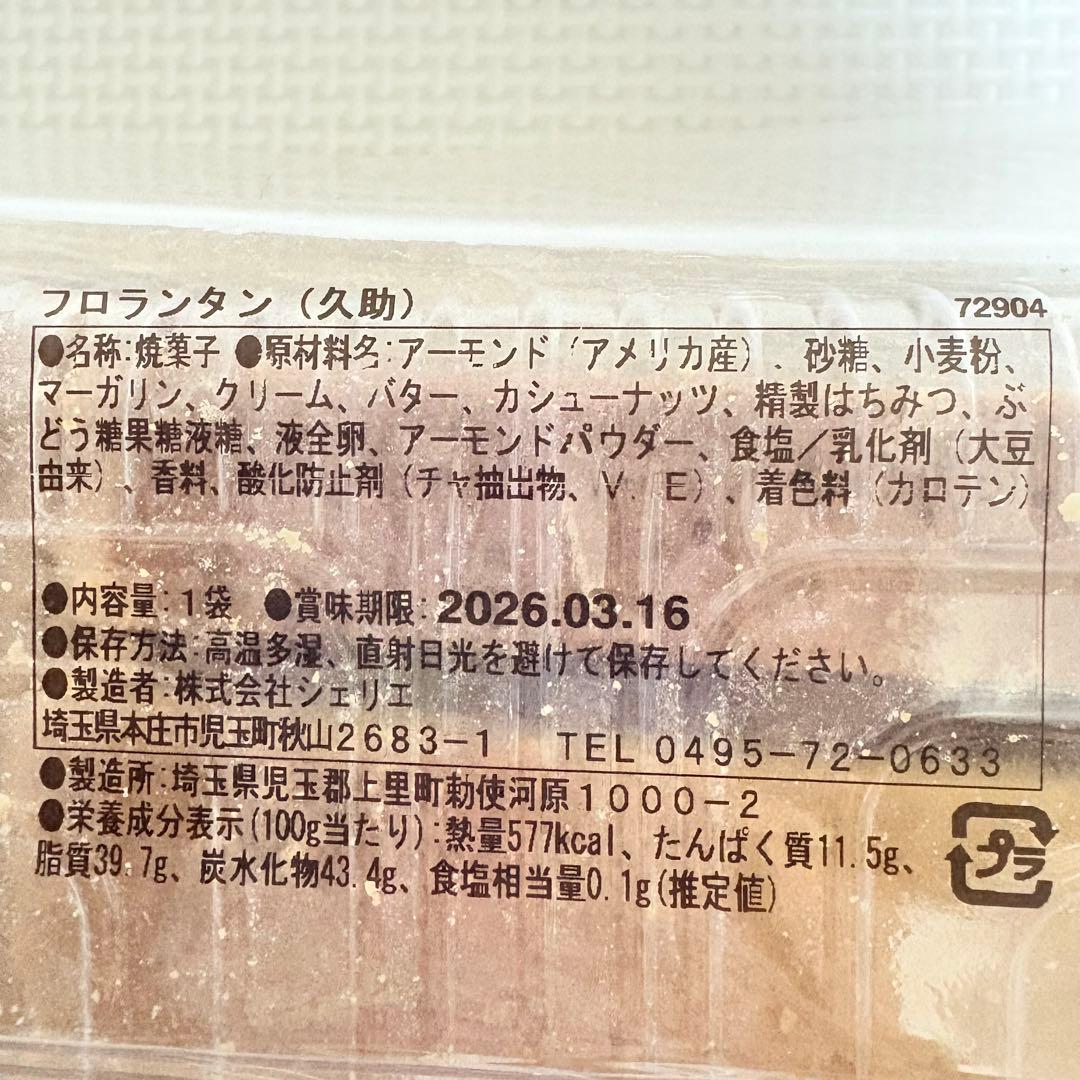 フロランタン（久助）
72904
●名称:焼菓子 ●原材料名:アーモンド（アメリカ産）、砂糖、小麦粉、
マーガリン、クリーム、バター、カシューナッツ、精製はちみつ、ぶ
どう糖果糖液糖、液全卵、アーモンドパウダー、食塩／乳化剤（大豆
由来）、香料、酸化防止剤（チャ抽出物、V．E）、着色料（カロテン）
●内容量:1袋 ●賞味期限:2026.03.16
●保存方法:高温多湿、直射日光を避けて保存してください。
●製造者:株式会社シェリエ
埼玉県本庄市児玉町秋山2683-1 TEL 0495-72-0633
●製造所:埼玉県児玉郡上里町勅使河原1000-2
●栄養成分表示(100g当たり):熱量577kcal、たんぱく質11.5g、
脂質39.7g、炭水化物43.4g、食塩相当量0.1g(推定値)
プラ